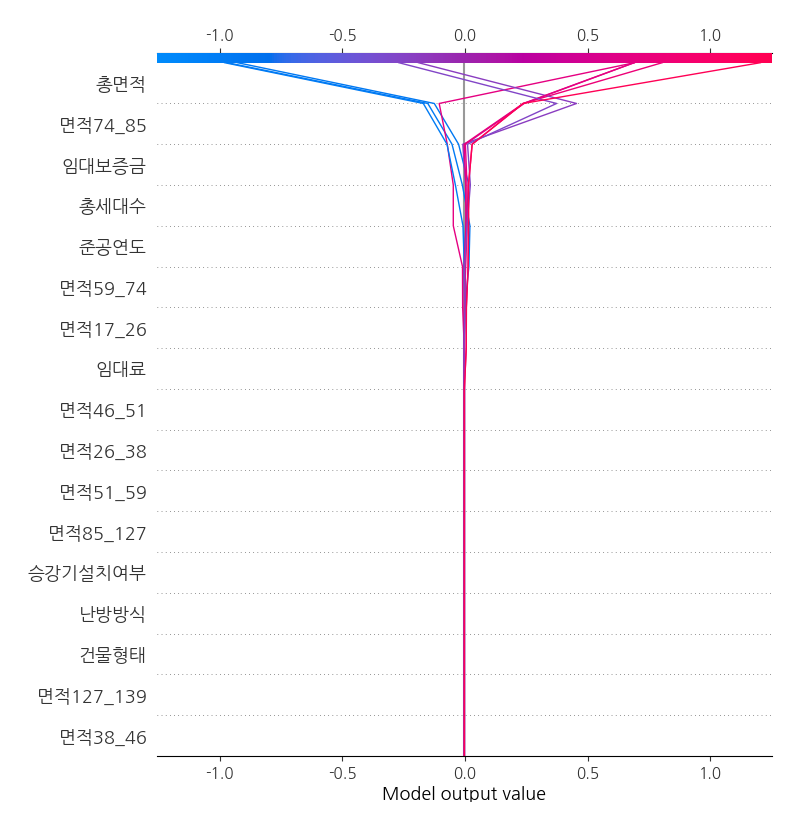 -1.0 -0.5 0.0 0.5 1.0
총면적
면적74_85
임대보증금
총세대수
준공연도
면적59_74
면적17_26
임대료
면적46_51
면적26_38
면적51_59
면적85_127
승강기설치여부
난방방식
건물형태
면적127_139
면적38_46
-1.0 -0.5 0.0 0.5 1.0
Model output value